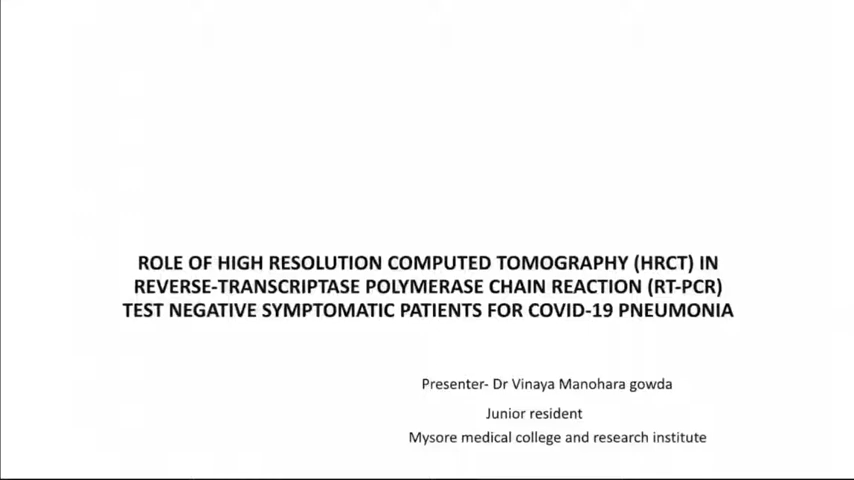 ROLE OF HIGH RESOLUTION COMPUTED TOMOGRAPHY (HRCT) IN
REVERSE-TRANSCRIPTASE POLYMERASE CHAIN REACTION (RT-PCR)
TEST NEGATIVE SYMPTOMATIC PATIENTS FOR COVID-19 PNEUMONIA
Presenter- Dr Vinaya Manohara gowda
Junior resident
Mysore medical college and research institute